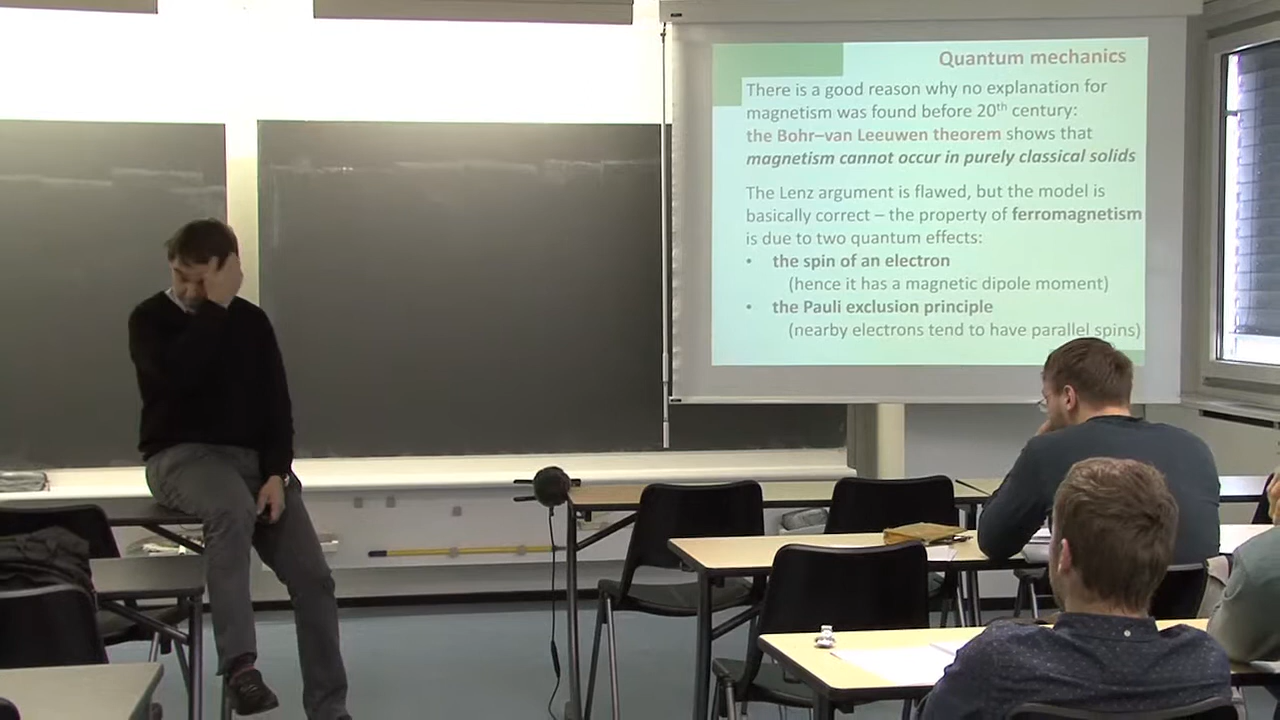 Quantum mechanics
There is a good reason why no explanation for
magnetism was found before 20th century:
the Bohr–van Leeuwen theorem shows that
magnetism cannot occur in purely classical solids
The Lenz argument is flawed, but the model is
basically correct – the property of ferromagnetism
is due to two quantum effects:
• the spin of an electron
(hence it has a magnetic dipole moment)
• the Pauli exclusion principle
(nearby electrons tend to have parallel spins)